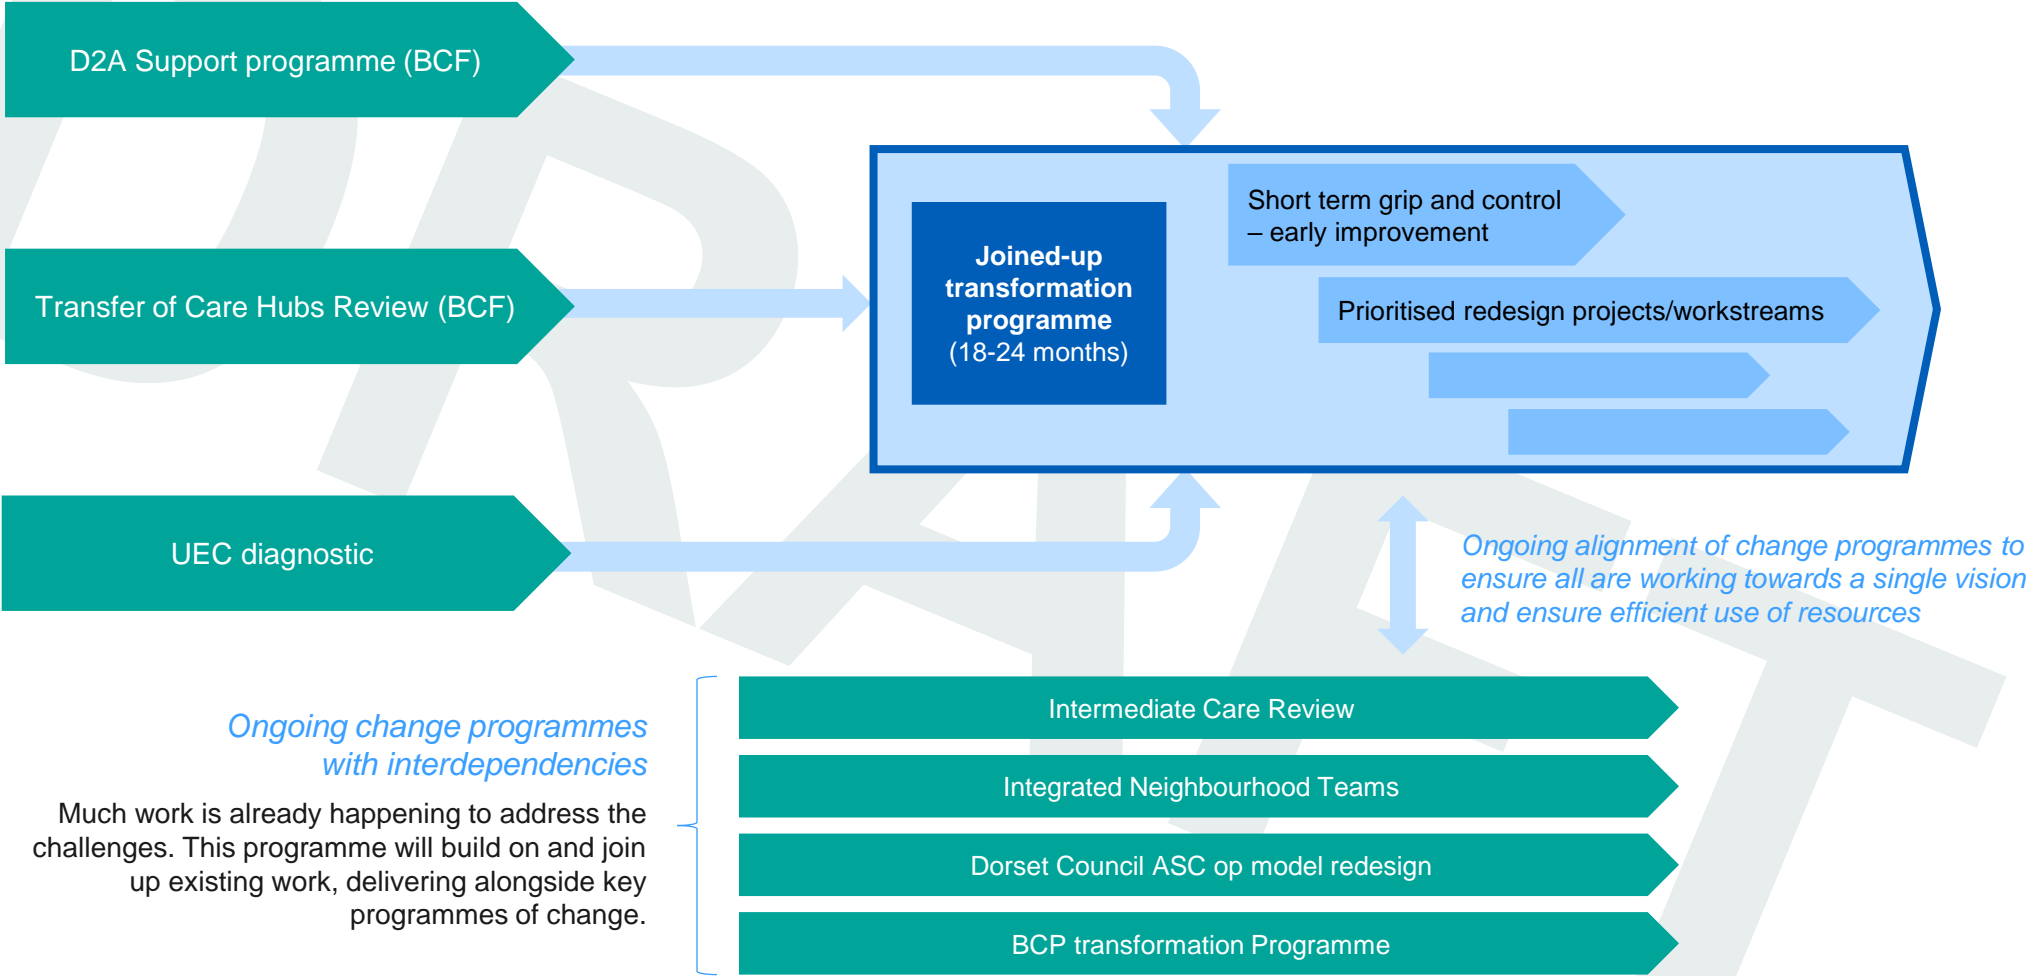 D2A Support programme (BCF)
Transfer of Care Hubs Review (BCF)
UEC diagnostic
Joined-up
transformation
programme
(18-24 months)
Short term grip and control
– early improvement
Prioritised redesign projects/workstreams
Ongoing alignment of change programmes to
ensure all are working towards a single vision
and ensure efficient use of resources
Ongoing change programmes
with interdependencies
Much work is already happening to address the
challenges. This programme will build on and join
up existing work, delivering alongside key
programmes of change.
Intermediate Care Review
Integrated Neighbourhood Teams
Dorset Council ASC op model redesign
BCP transformation Programme
DRAFT